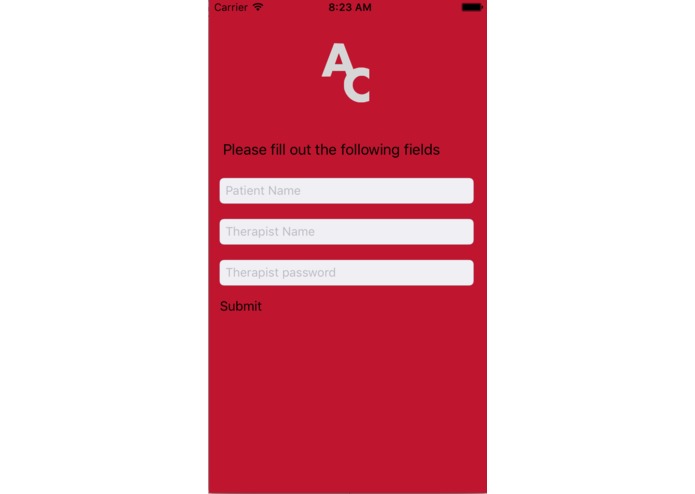 Carrier 8:23 AM
AC
Please fill out the following fields
Patient Name
Therapist Name
Therapist password
Submit